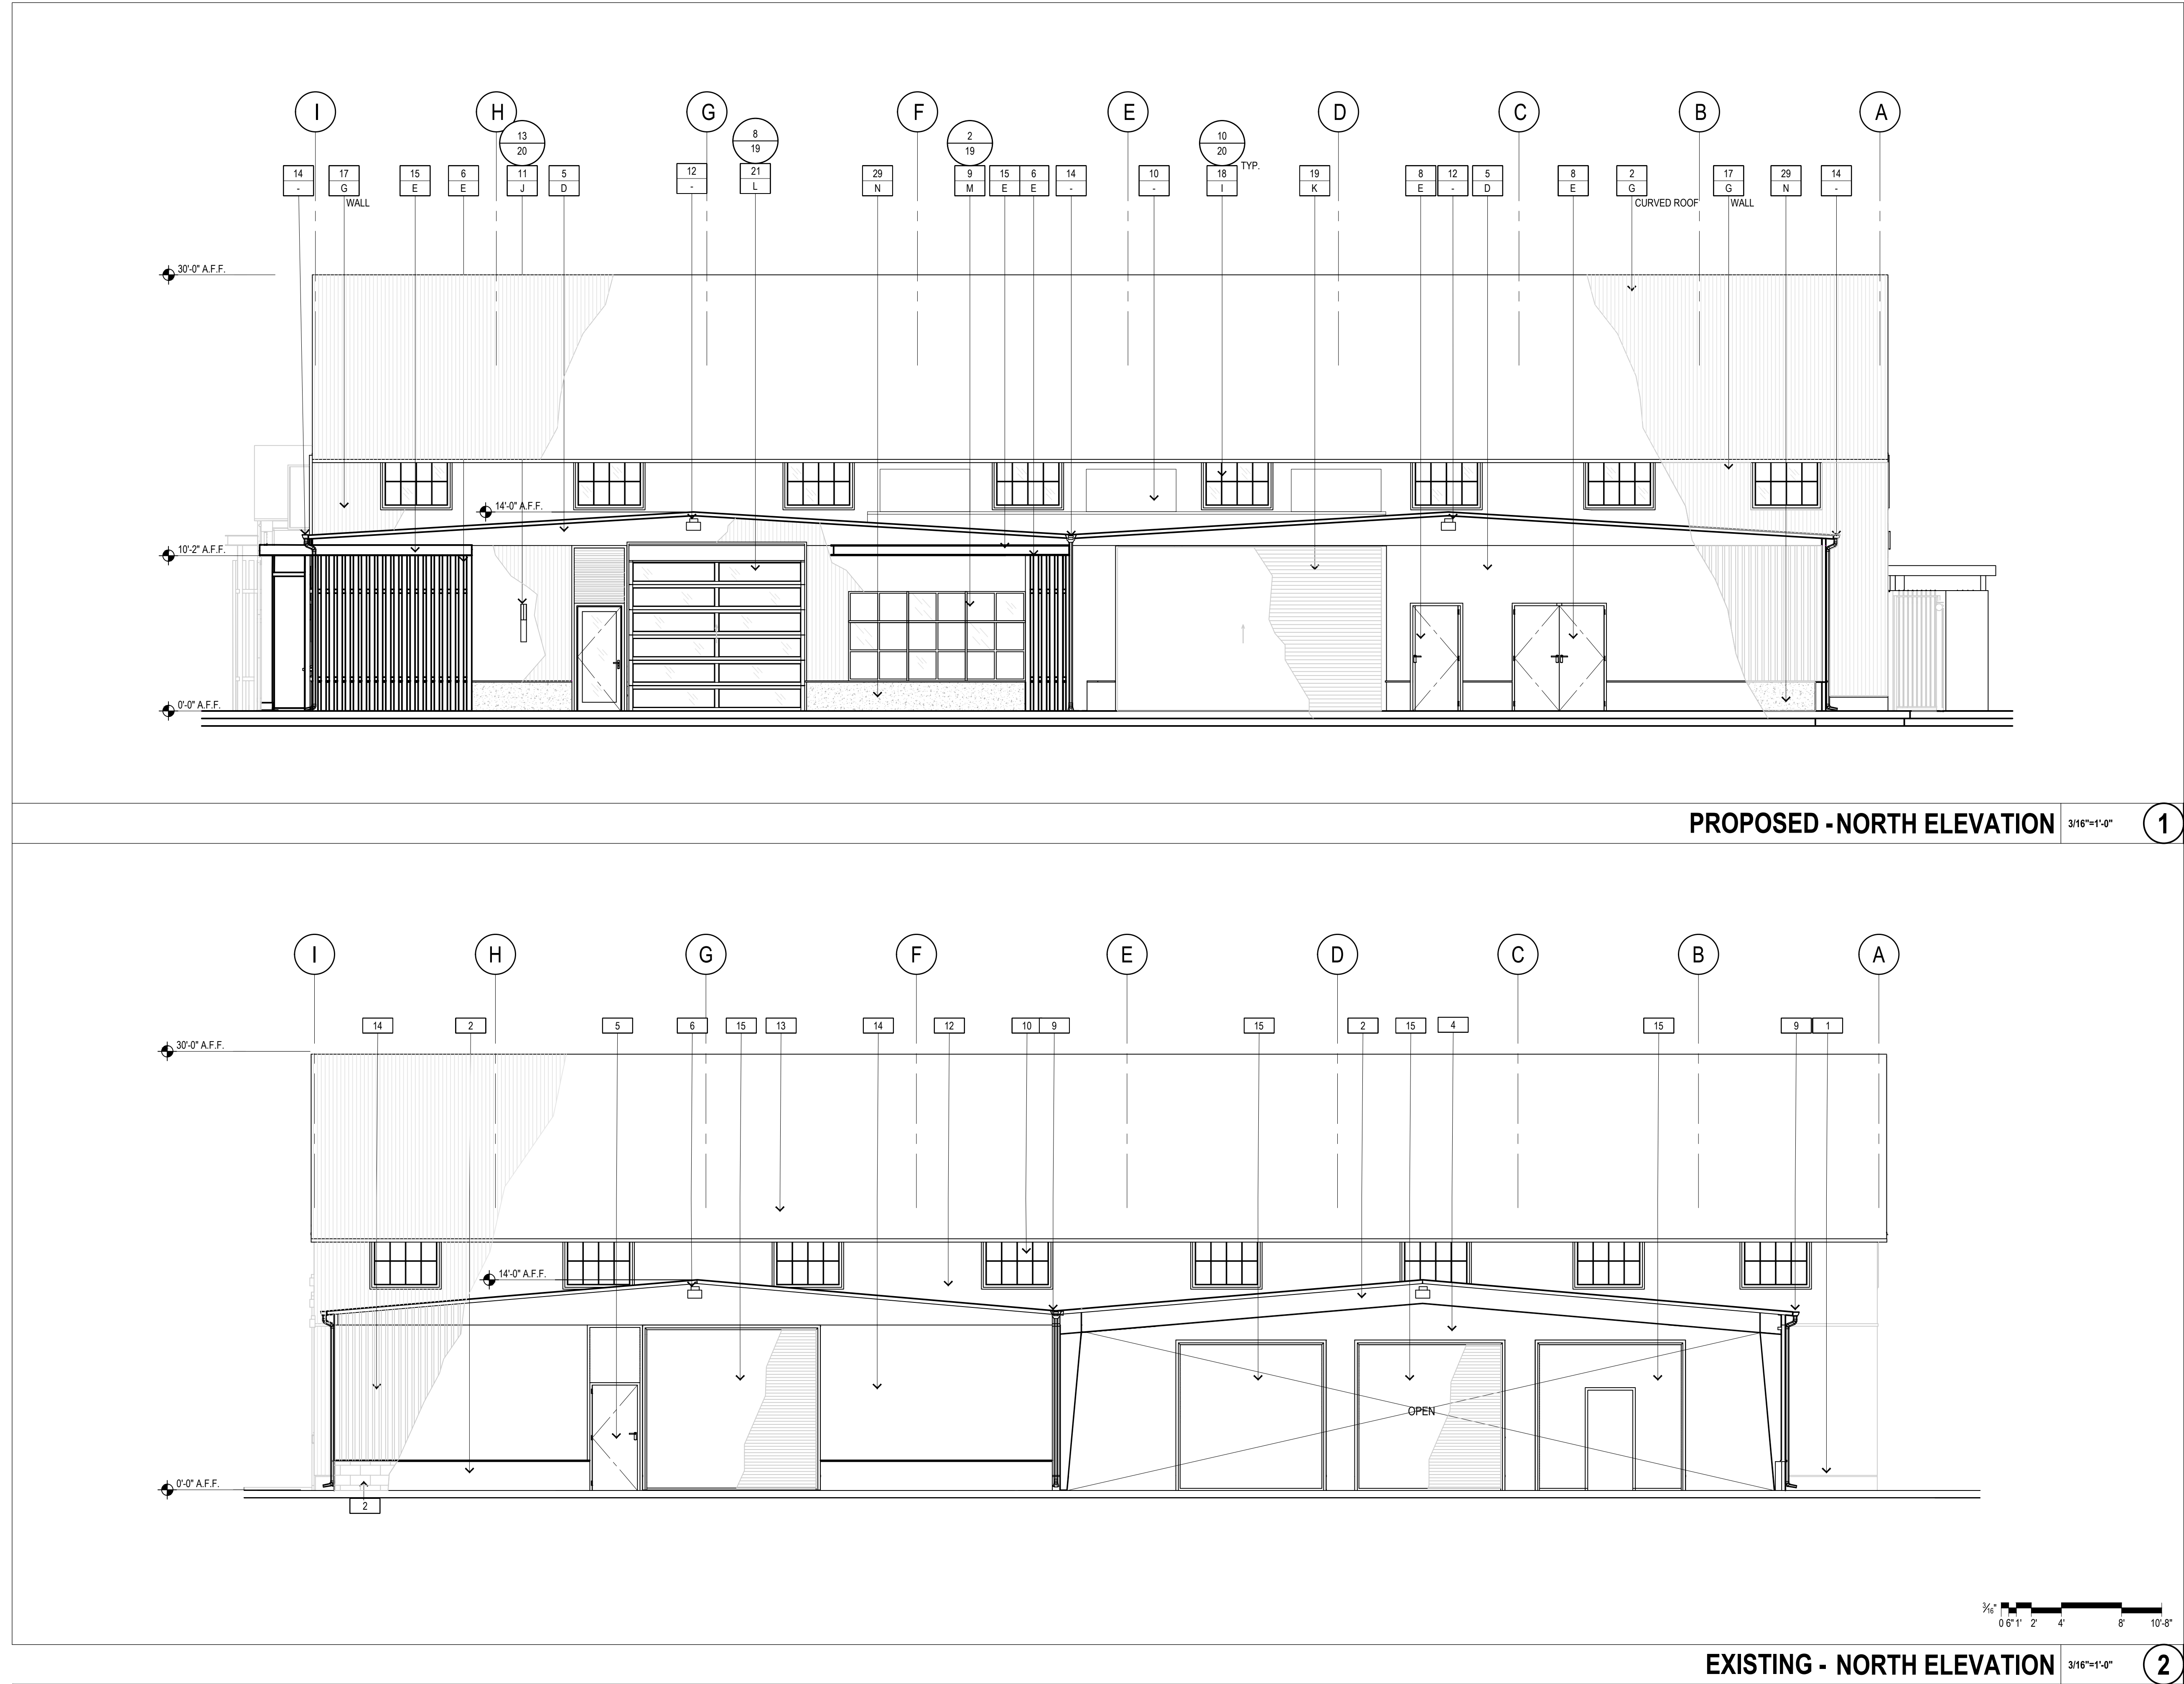 I H G F E D C B A
13 8 2 10
20 19 19 20
TYP.
14 17 15 6 11 5 12 21 29 9 15 6 14 10 18 19 8 12 5 8 2 17 29 14
- G E E J D - L N M E E - - I K E - D E G G N -
WALL CURVED ROOF WALL
30'-0" A.F.F.
14'-0" A.F.F.
10'-2" A.F.F.
0'-0" A.F.F.
PROPOSED - NORTH ELEVATION 3/16"=1'-0" 1
I H G F E D C B A
14 2 5 6 15 13 14 12 10 9 15 2 15 4 15 9 1
30'-0" A.F.F.
14'-0" A.F.F.
OPEN
0'-0" A.F.F.
2
3/16"
0 6" 1' 2' 4' 8' 10'-8"
EXISTING - NORTH ELEVATION 3/16"=1'-0" 2